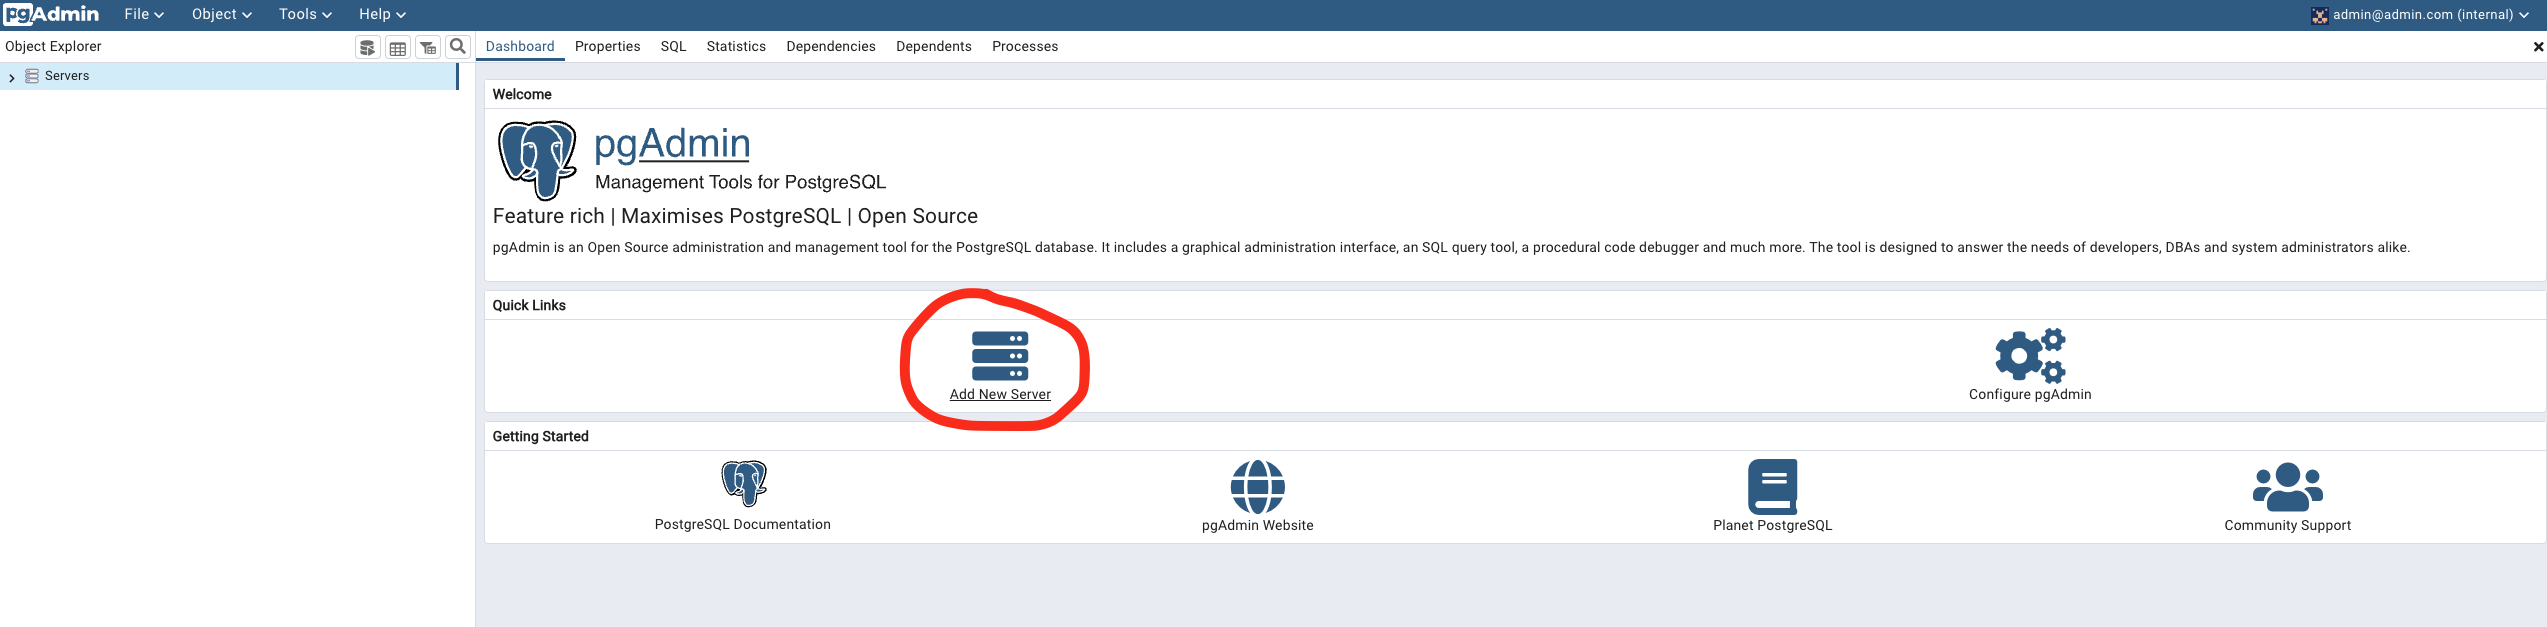 pgAdmin File Object Tools Help admin@admin.com (internal)
Object Explorer
Dashboard Properties SQL Statistics Dependencies Dependents Processes
Servers
Welcome
pgAdmin
Management Tools for PostgreSQL
Feature rich | Maximises PostgreSQL | Open Source
pgAdmin is an Open Source administration and management tool for the PostgreSQL database. It includes a graphical administration interface, an SQL query tool, a procedural code debugger and much more. The tool is designed to answer the needs of developers, DBAs and system administrators alike.
Quick Links
Add New Server
Configure pgAdmin
Getting Started
PostgreSQL Documentation
pgAdmin Website
Planet PostgreSQL
Community Support